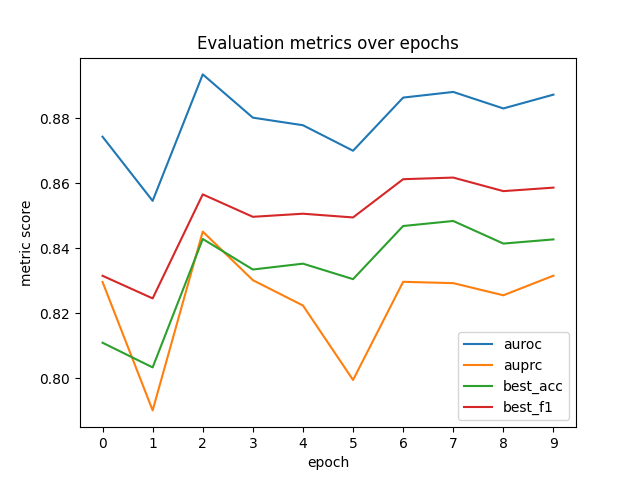 Evaluation metrics over epochs
metric score
0.88
0.86
0.84
0.82
0.80
0 1 2 3 4 5 6 7 8 9
epoch
auroc
auprc
best_acc
best_f1